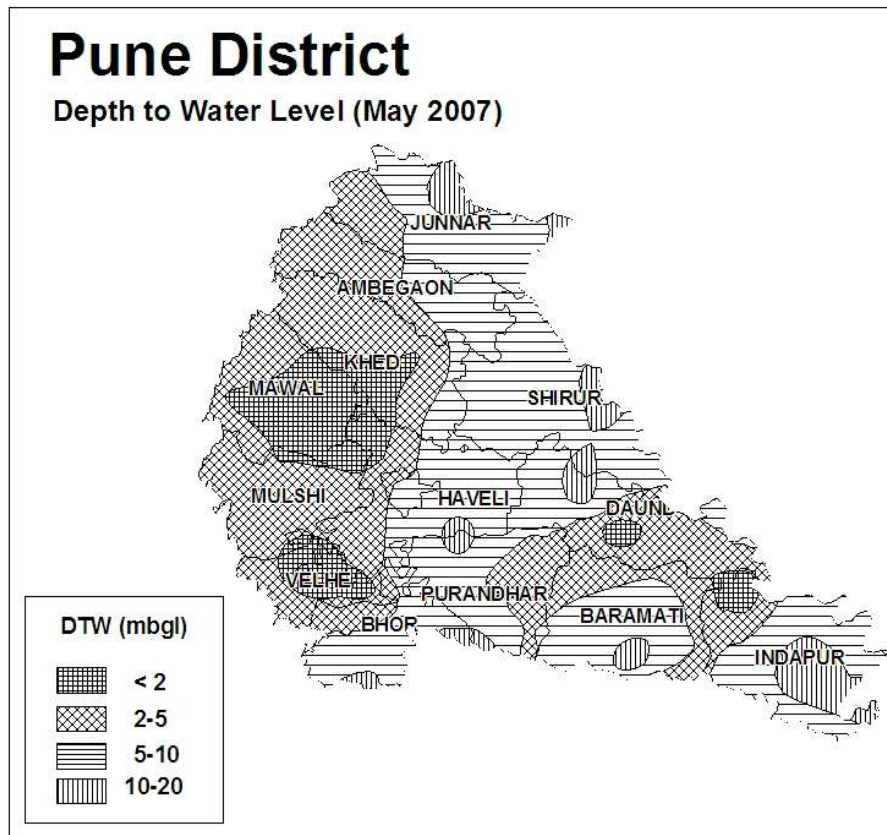 Pune District
Depth to Water Level (May 2007)
JUNNAR
AMBEGAON
KHED
MAWAL
SHIRUR
MULSHI
HAVELI
DAUNL
VELHE
PURANDHAR
BHOR
BARAMATI
INDAPUR
DTW (mbgl)
< 2
2-5
5-10
10-20